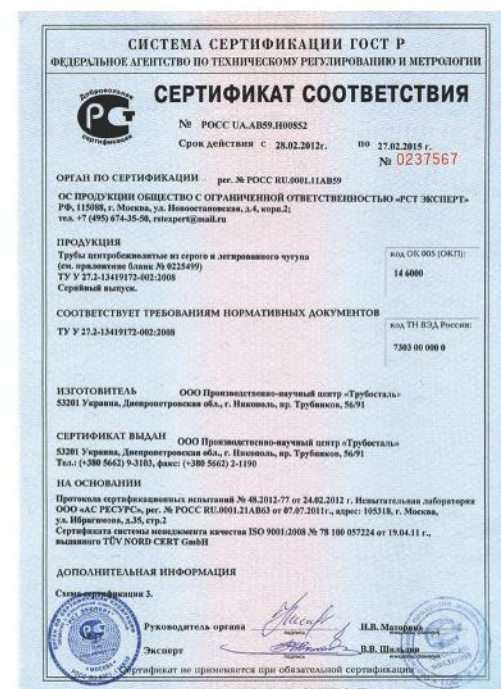 СИСТЕМА СЕРТИФИКАЦИИ ГОСТ Р
ФЕДЕРАЛЬНОЕ АГЕНТСТВО ПО ТЕХНИЧЕСКОМУ РЕГУЛИРОВАНИЮ И МЕТРОЛОГИИ
Добровольная
сертификация
СЕРТИФИКАТ СООТВЕТСТВИЯ
№ РОСС UA.АВ59.Н00852
Срок действия с 28.02.2012г. по 27.02.2015 г.
№ 0237567
ОРГАН ПО СЕРТИФИКАЦИИ рег. № РОСС RU.0001.11АВ59
ОС ПРОДУКЦИИ ОБЩЕСТВО С ОГРАНИЧЕННОЙ ОТВЕТСТВЕННОСТЬЮ «РСТ ЭКСПЕРТ»
РФ, 115088, г. Москва, ул. Новоостаповская, д.4, корп.2;
тел. +7 (495) 674-35-50, rstexpert@mail.ru
ПРОДУКЦИЯ
Трубы центробежнолитые из серого и легированного чугуна
(см. приложение бланк № 0225499)
ТУ У 27.2-13419172-002:2008
Серийный выпуск.
код ОК 005 (ОКП):
14 6000
СООТВЕТСТВУЕТ ТРЕБОВАНИЯМ НОРМАТИВНЫХ ДОКУМЕНТОВ
ТУ У 27.2-13419172-002:2008
код ТН ВЭД России:
7303 00 000 0
ИЗГОТОВИТЕЛЬ ООО Производственно-научный центр «Трубосталь»
53201 Украина, Днепропетровская обл., г. Никополь, пр. Трубников, 56/91
СЕРТИФИКАТ ВЫДАН ООО Производственно-научный центр «Трубосталь»
53201 Украина, Днепропетровская обл., г. Никополь, пр. Трубников, 56/91
Тел.: (+380 5662) 9-3103, факс: (+380 5662) 2-1190
НА ОСНОВАНИИ
Протокола сертификационных испытаний № 48.2012-77 от 24.02.2012 г. Испытательная лаборатория
ООО «АС РЕСУРС», рег. № РОСС RU.0001.21АВ63 от 07.07.2011г., адрес: 105318, г. Москва,
ул. Ибрагимова, д.35, стр.2
Сертификата системы менеджмента качества ISO 9001:2008 № 78 100 057224 от 19.04.11 г.,
выданного TÜV NORD CERT GmbH
ДОПОЛНИТЕЛЬНАЯ ИНФОРМАЦИЯ
Схема сертификации 3.
Руководитель органа Н.В. Маторина
подпись
Эксперт В.В. Шильдин
подпись
Сертификат не применяется при обязательной сертификации